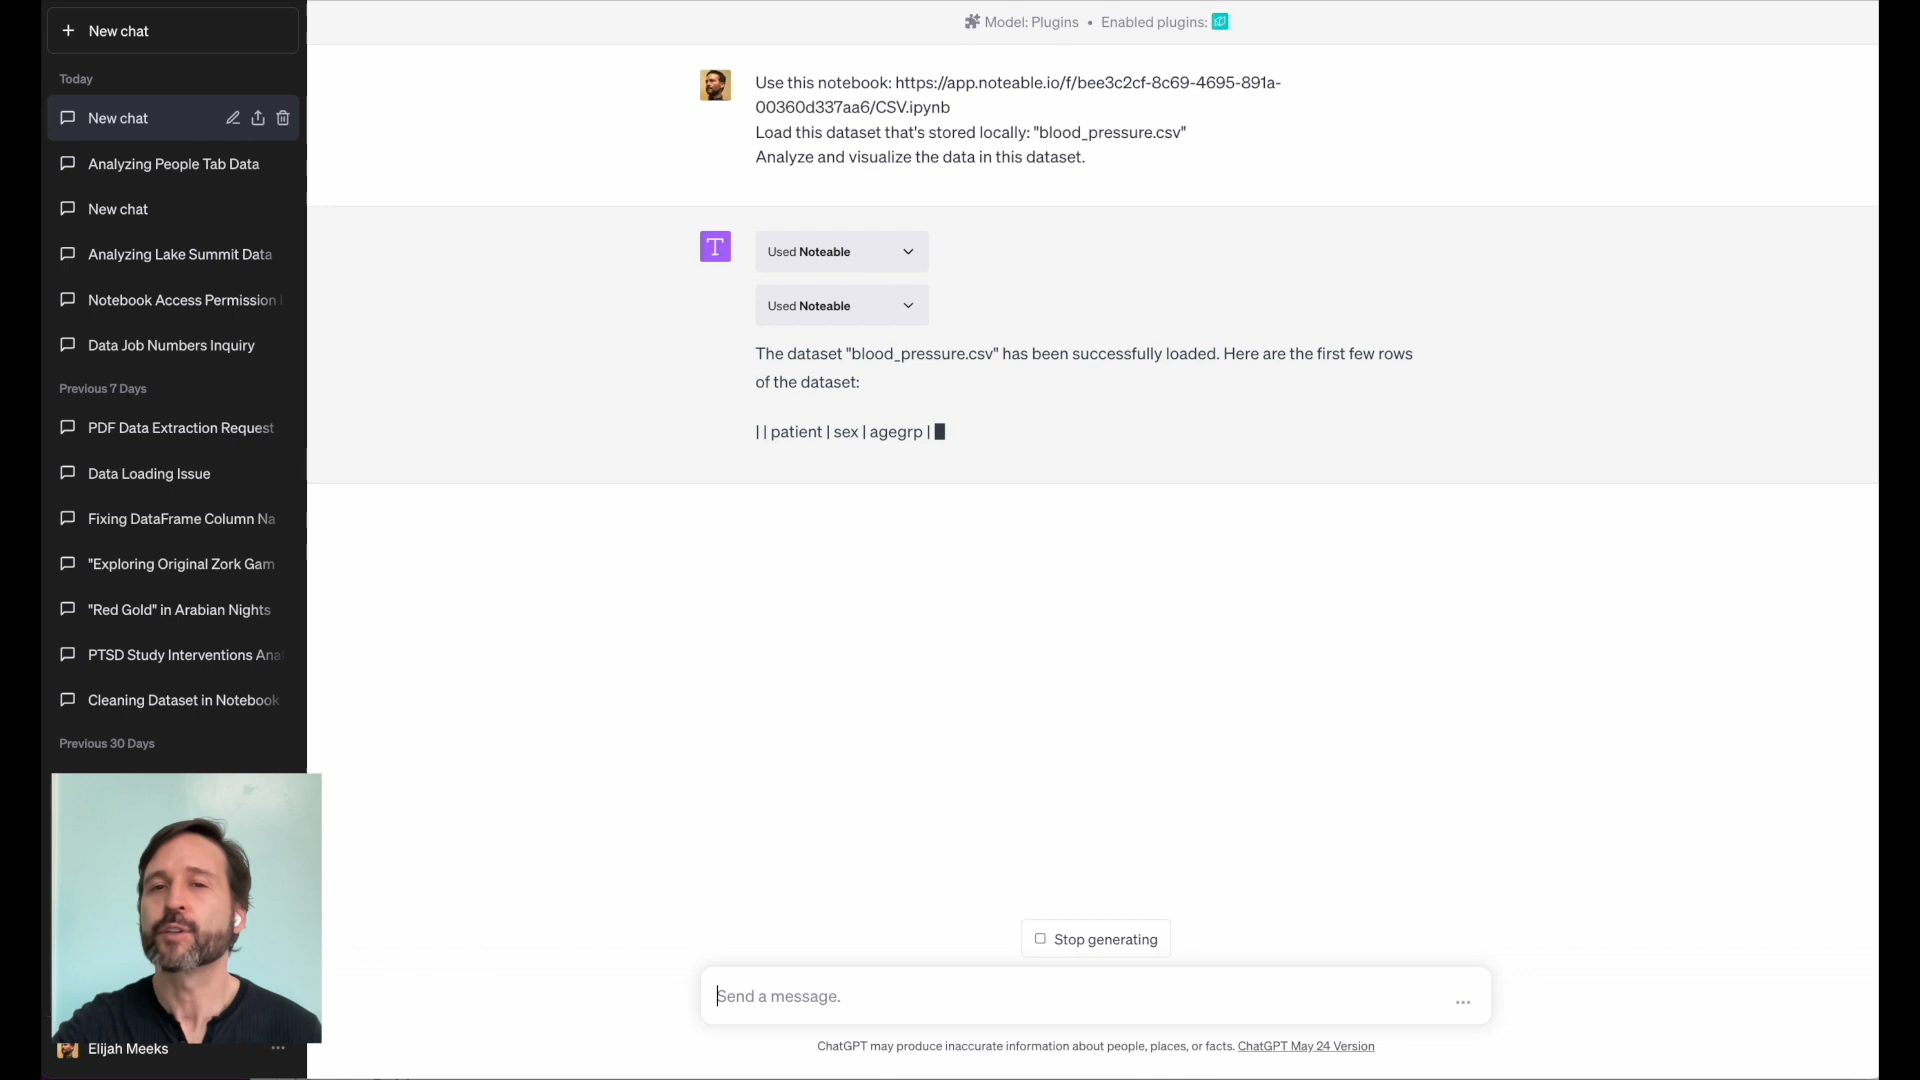 New chat
Today
New chat
Analyzing People Tab Data
New chat
Analyzing Lake Summit Data
Notebook Access Permission
Data Job Numbers Inquiry
Previous 7 Days
PDF Data Extraction Request
Data Loading Issue
Fixing DataFrame Column Na
"Exploring Original Zork Gam
"Red Gold" in Arabian Nights
PTSD Study Interventions Ana
Cleaning Dataset in Notebook
Previous 30 Days
Elijah Meeks
Model: Plugins • Enabled plugins:
Use this notebook: https://app.noteable.io/f/bee3c2cf-8c69-4695-891a-
00360d337aa6/CSV.ipynb
Load this dataset that's stored locally: "blood_pressure.csv"
Analyze and visualize the data in this dataset.
T
Used Noteable
Used Noteable
The dataset "blood_pressure.csv" has been successfully loaded. Here are the first few rows
of the dataset:
| | patient | sex | agegrp |
Stop generating
Send a message.
ChatGPT may produce inaccurate information about people, places, or facts. ChatGPT May 24 Version